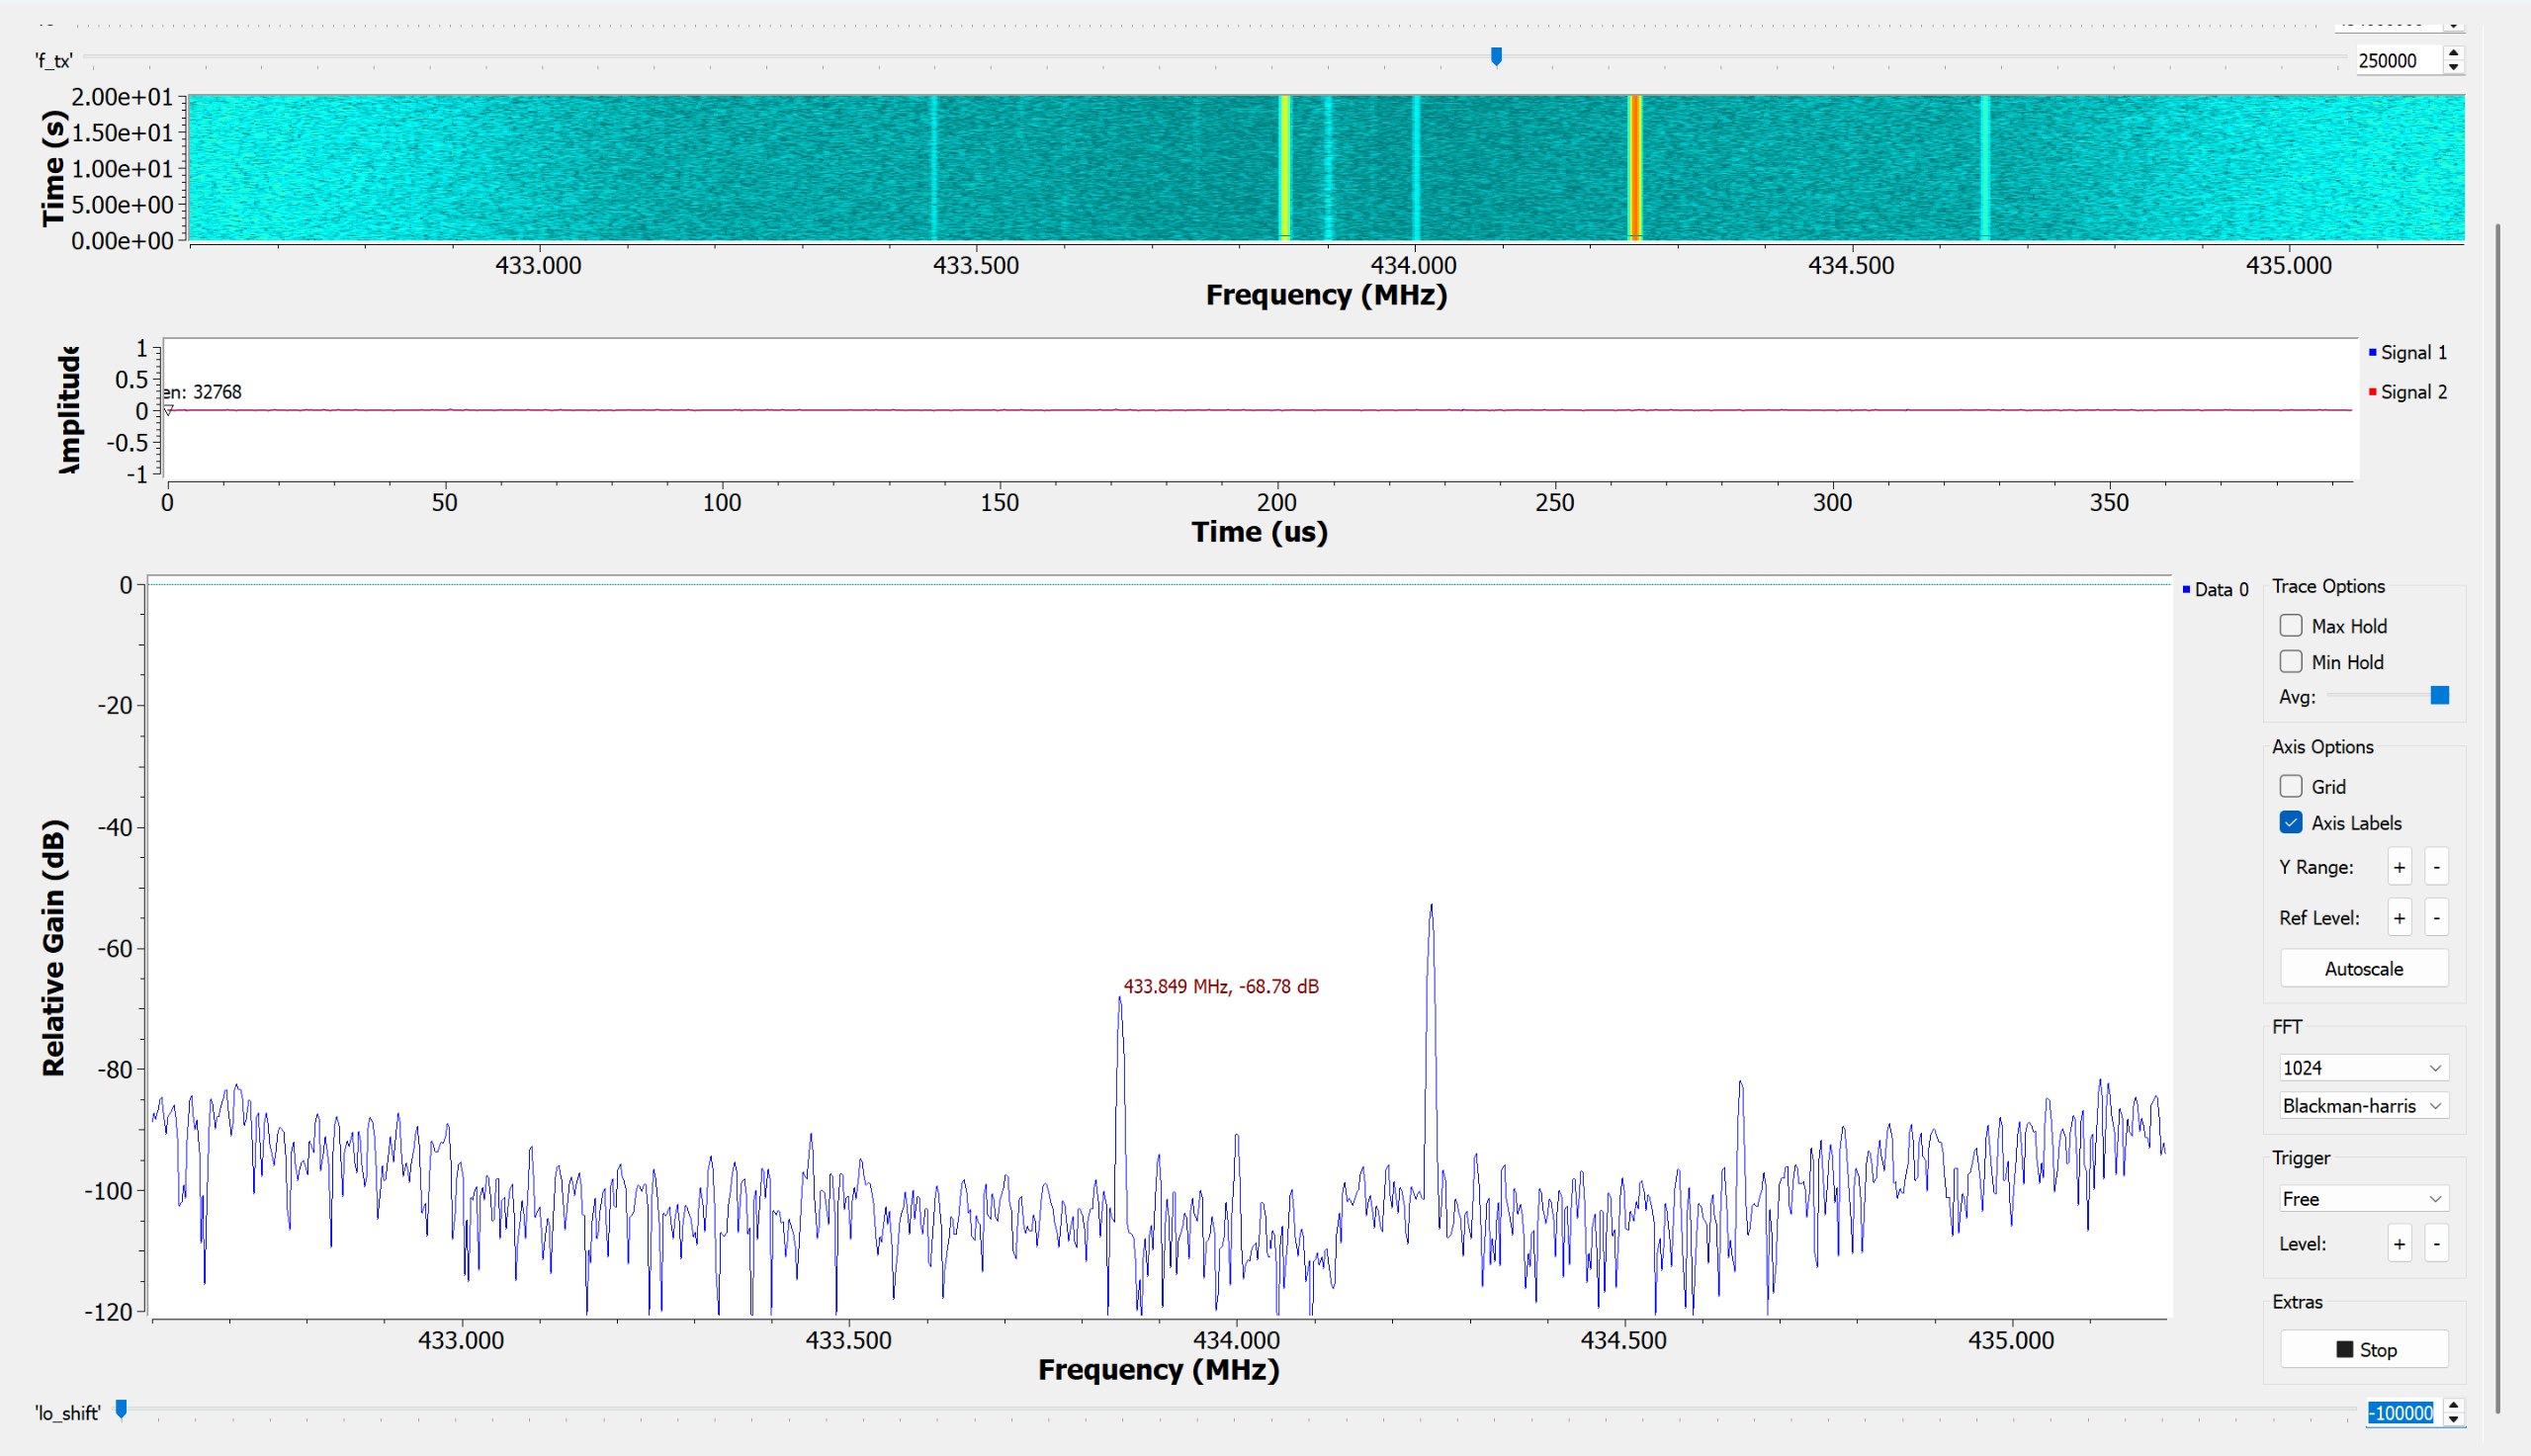 'f_tx' 250000
2.00e+01
1.50e+01
1.00e+01
5.00e+00
0.00e+00
Time (s)
433.000 433.500 434.000 434.500 435.000
Frequency (MHz)
Amplitude
1
0.5
0
-0.5
-1
en: 32768
Signal 1
Signal 2
0 50 100 150 200 250 300 350
Time (us)
Relative Gain (dB)
0
-20
-40
-60
-80
-100
-120
433.849 MHz, -68.78 dB
Data 0
433.000 433.500 434.000 434.500 435.000
Frequency (MHz)
Trace Options
Max Hold
Min Hold
Avg:
Axis Options
Grid
Axis Labels
Y Range: + -
Ref Level: + -
Autoscale
FFT
1024
Blackman-harris
Trigger
Free
Level: + -
Extras
Stop
'lo_shift' -100000